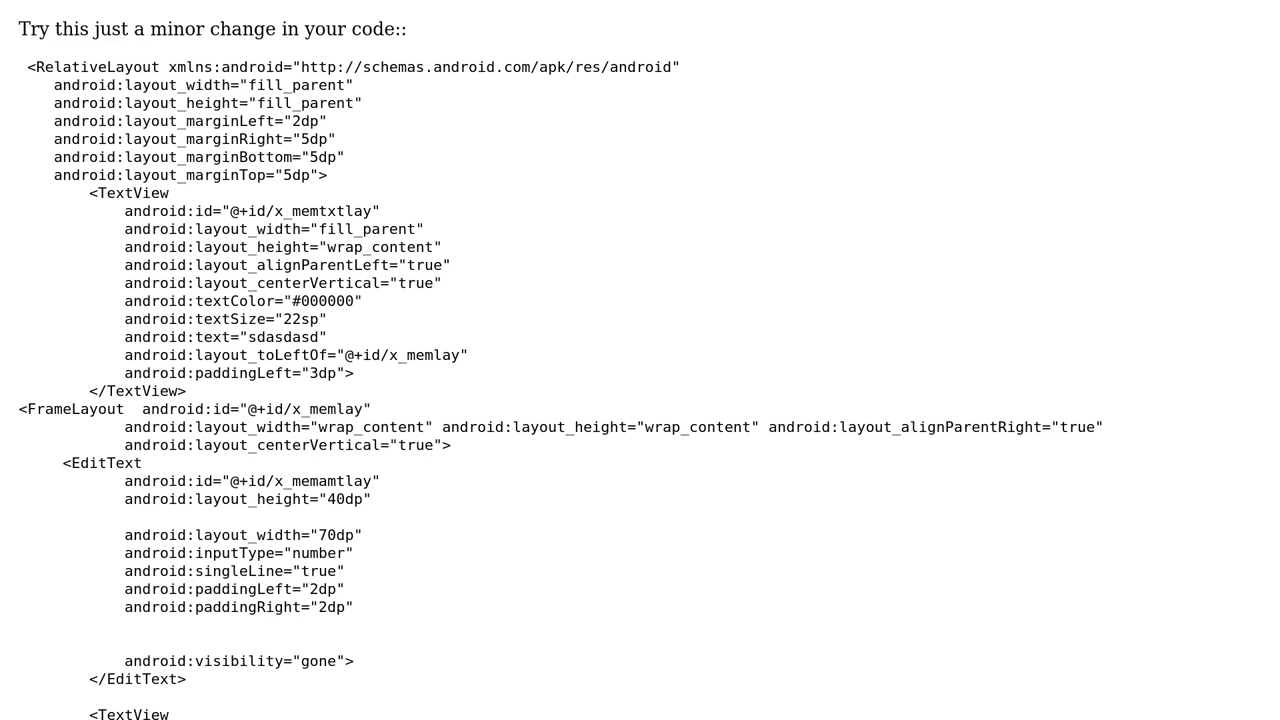 Try this just a minor change in your code::
<RelativeLayout xmlns:android="http://schemas.android.com/apk/res/android"
android:layout_width="fill_parent"
android:layout_height="fill_parent"
android:layout_marginLeft="2dp"
android:layout_marginRight="5dp"
android:layout_marginBottom="5dp"
android:layout_marginTop="5dp">
<TextView
android:id="@+id/x_memtxtlay"
android:layout_width="fill_parent"
android:layout_height="wrap_content"
android:layout_alignParentLeft="true"
android:layout_centerVertical="true"
android:textColor="#000000"
android:textSize="22sp"
android:text="sdasdasd"
android:layout_toLeftOf="@+id/x_memlay"
android:paddingLeft="3dp">
</TextView>
<FrameLayout  android:id="@+id/x_memlay"
android:layout_width="wrap_content" android:layout_height="wrap_content" android:layout_alignParentRight="true"
android:layout_centerVertical="true">
<EditText
android:id="@+id/x_memamtlay"
android:layout_height="40dp"
android:layout_width="70dp"
android:inputType="number"
android:singleLine="true"
android:paddingLeft="2dp"
android:paddingRight="2dp"
android:visibility="gone">
</EditText>
<TextView